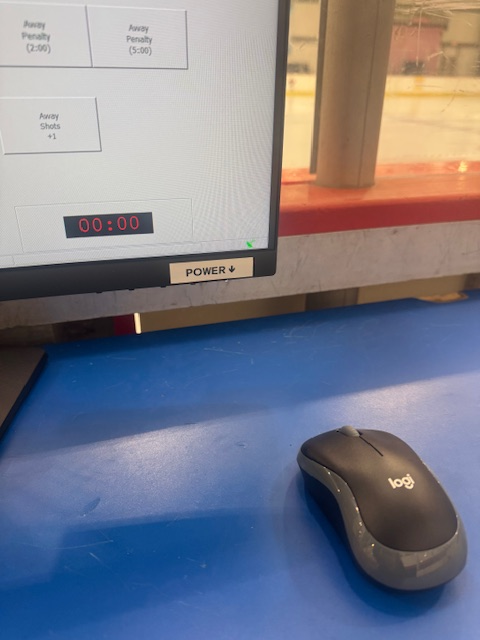 Away
Penalty
(2:00)
Away
Penalty
(5:00)
Away
Shots
+1
00:00
POWER ↓
logi